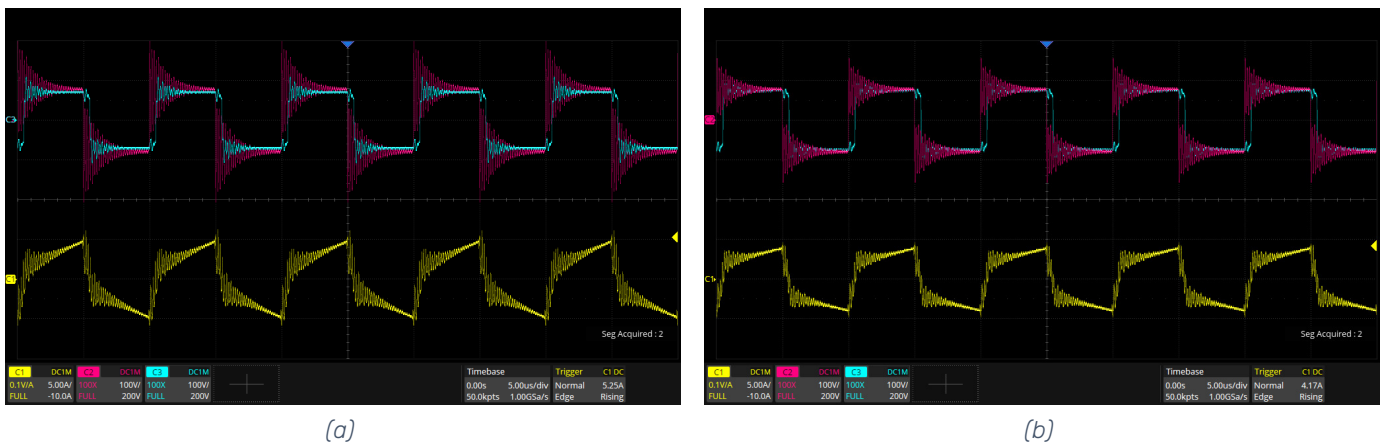 C3
C1
Seg Acquired : 2
C1 DC1M C2 DC1M C3 DC1M Timebase Trigger C1 DC
0.1V/A 5.00A/ 100X 100V/ 100X 100V/ 0.00s 5.00us/div Normal 5.25A
FULL -10.0A FULL 200V FULL 200V 50.0kpts 1.00GSa/s Edge Rising
(a)
C1
Seg Acquired : 2
C1 DC1M C2 DC1M C3 DC1M Timebase Trigger C1 DC
0.1V/A 5.00A/ 100X 100V/ 100X 100V/ 0.00s 5.00us/div Normal 4.17A
FULL -10.0A FULL 200V FULL 200V 50.0kpts 1.00GSa/s Edge Rising
(b)